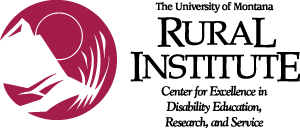 The University of Montana
RURAL
INSTITUTE
Center for Excellence in
Disability Education,
Research, and Service